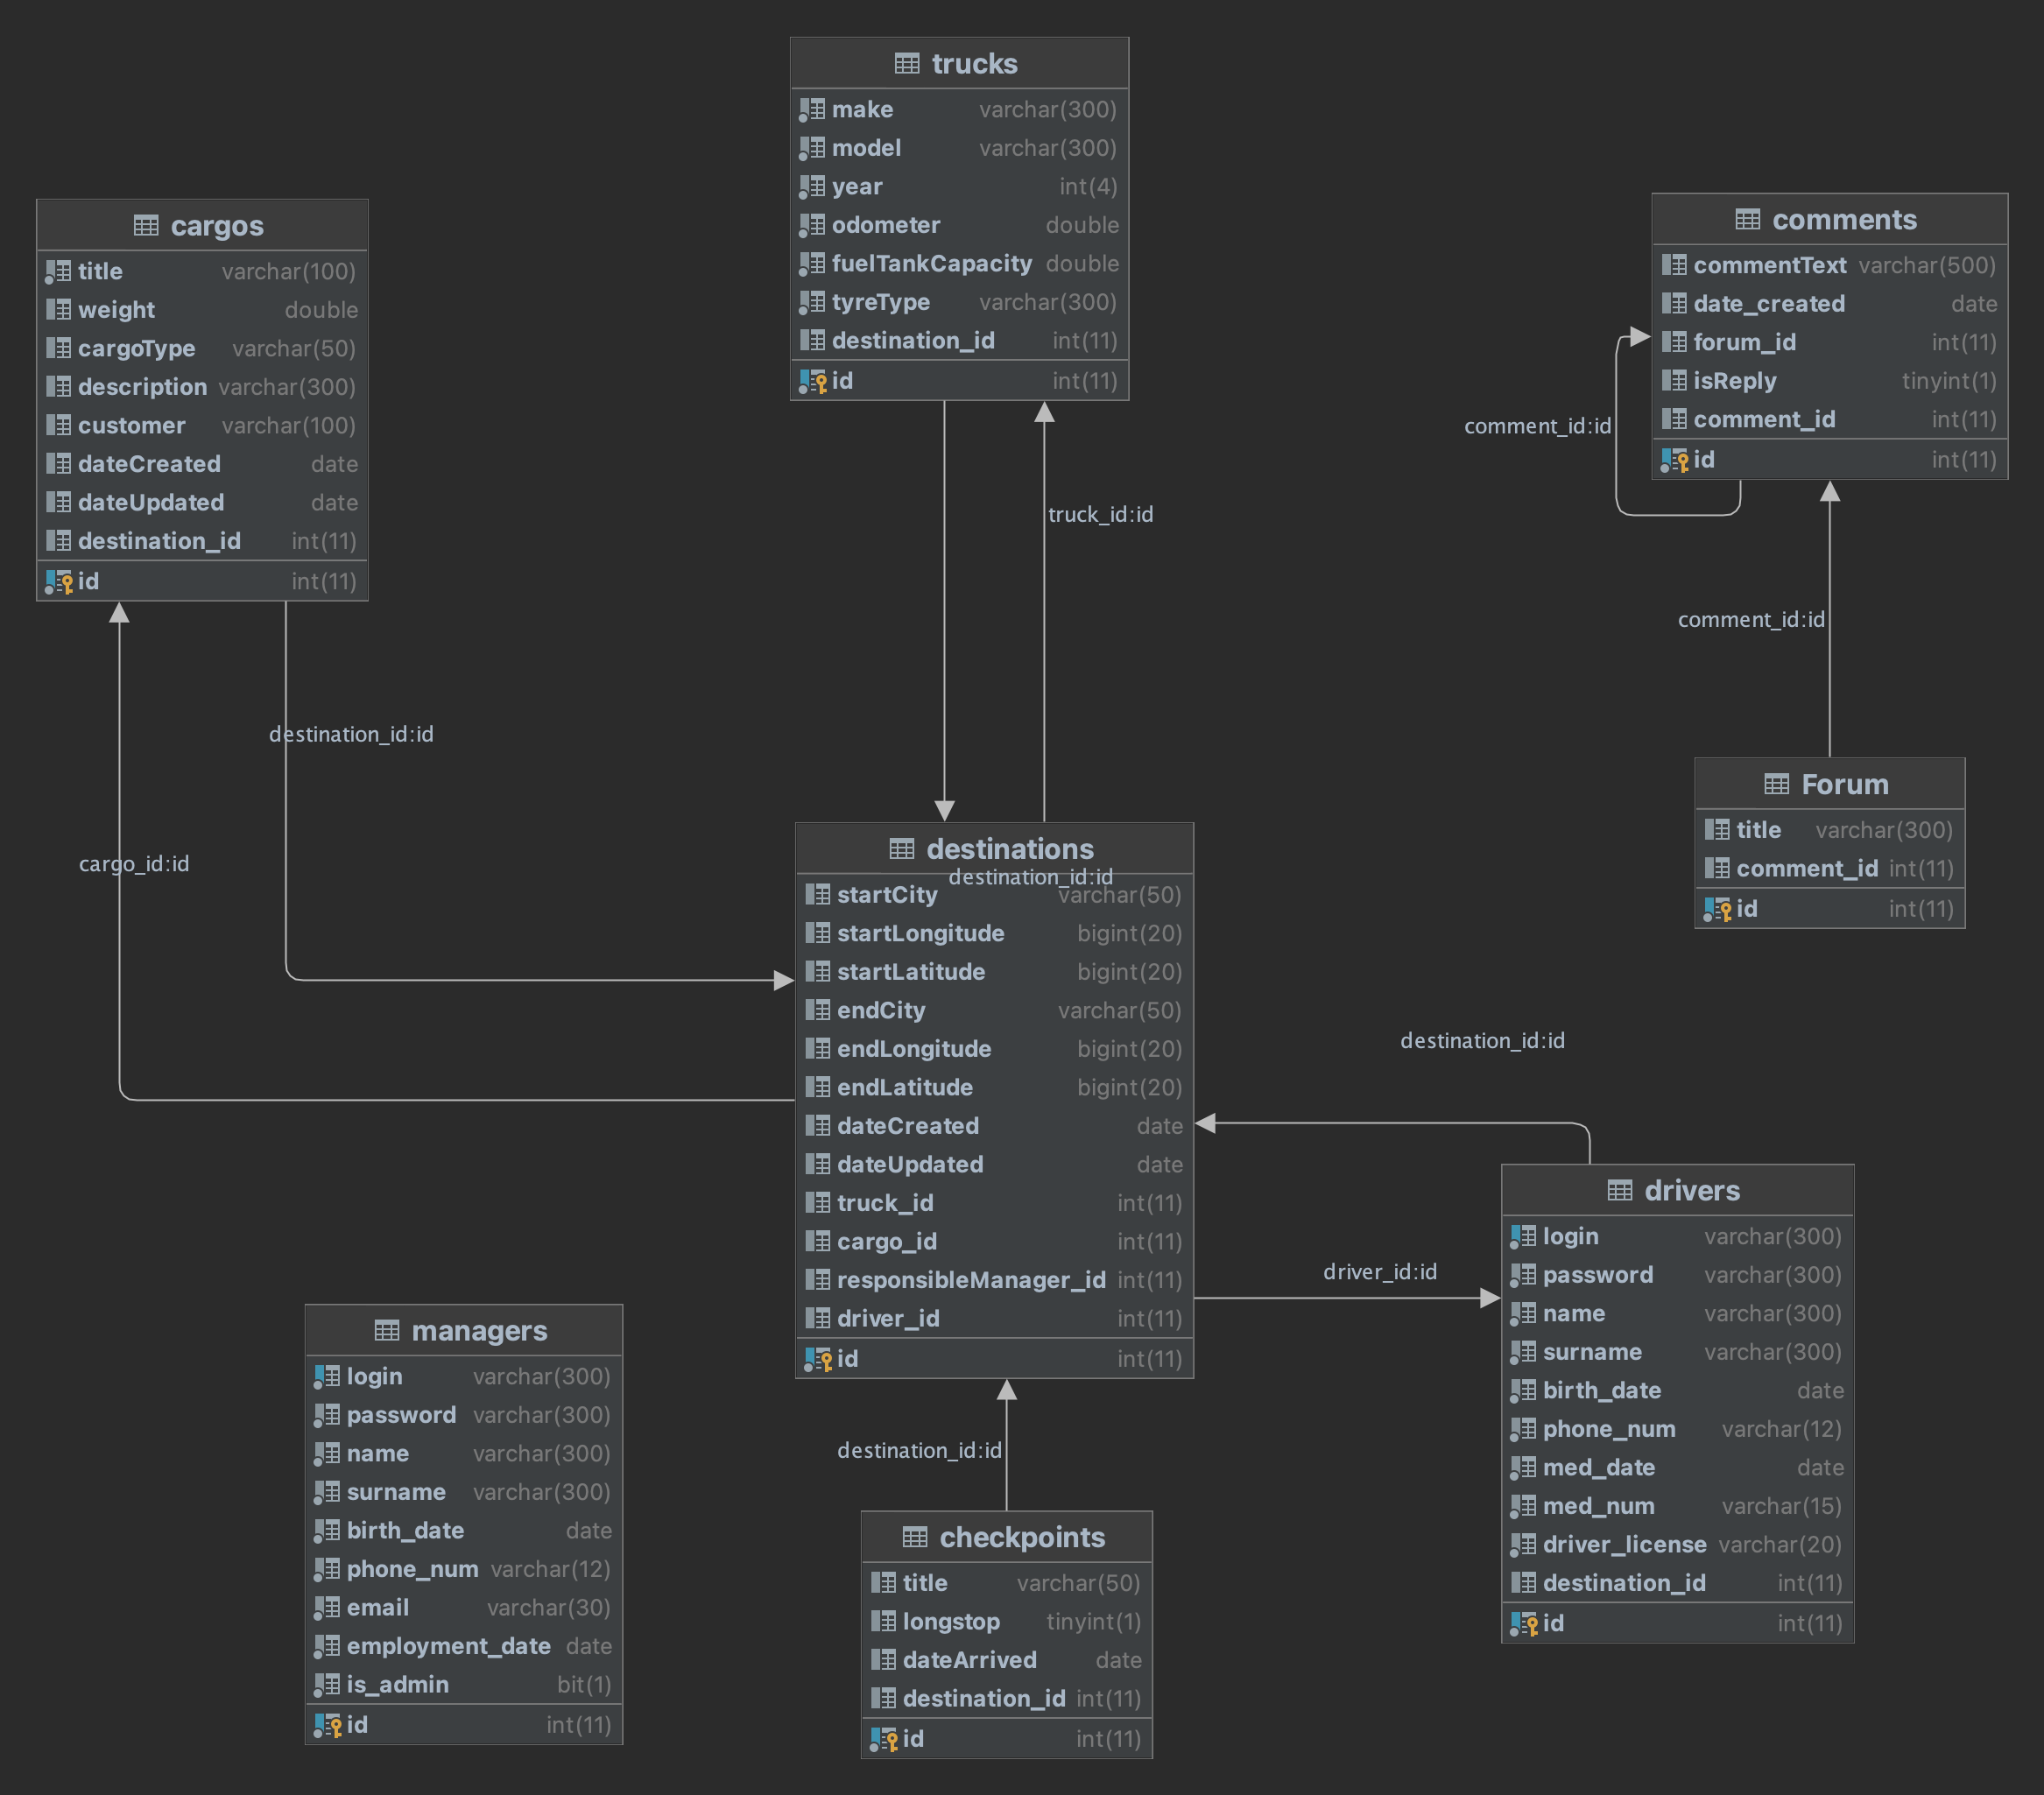 trucks
make varchar(300)
model varchar(300)
year int(4)
odometer double
fuelTankCapacity double
tyreType varchar(300)
destination_id int(11)
id int(11)
cargos
title varchar(100)
weight double
cargoType varchar(50)
description varchar(300)
customer varchar(100)
dateCreated date
dateUpdated date
destination_id int(11)
id int(11)
comments
commentText varchar(500)
date_created date
forum_id int(11)
isReply tinyint(1)
comment_id int(11)
id int(11)
comment_id:id
truck_id:id
comment_id:id
destination_id:id
cargo_id:id
Forum
title varchar(300)
comment_id int(11)
id int(11)
destinations
destination_id:id
startCity varchar(50)
startLongitude bigint(20)
startLatitude bigint(20)
endCity varchar(50)
endLongitude bigint(20)
endLatitude bigint(20)
dateCreated date
dateUpdated date
truck_id int(11)
cargo_id int(11)
responsibleManager_id int(11)
driver_id int(11)
id int(11)
destination_id:id
driver_id:id
drivers
login varchar(300)
password varchar(300)
name varchar(300)
surname varchar(300)
birth_date date
phone_num varchar(12)
med_date date
med_num varchar(15)
driver_license varchar(20)
destination_id int(11)
id int(11)
managers
login varchar(300)
password varchar(300)
name varchar(300)
surname varchar(300)
birth_date date
phone_num varchar(12)
email varchar(30)
employment_date date
is_admin bit(1)
id int(11)
destination_id:id
checkpoints
title varchar(50)
longstop tinyint(1)
dateArrived date
destination_id int(11)
id int(11)